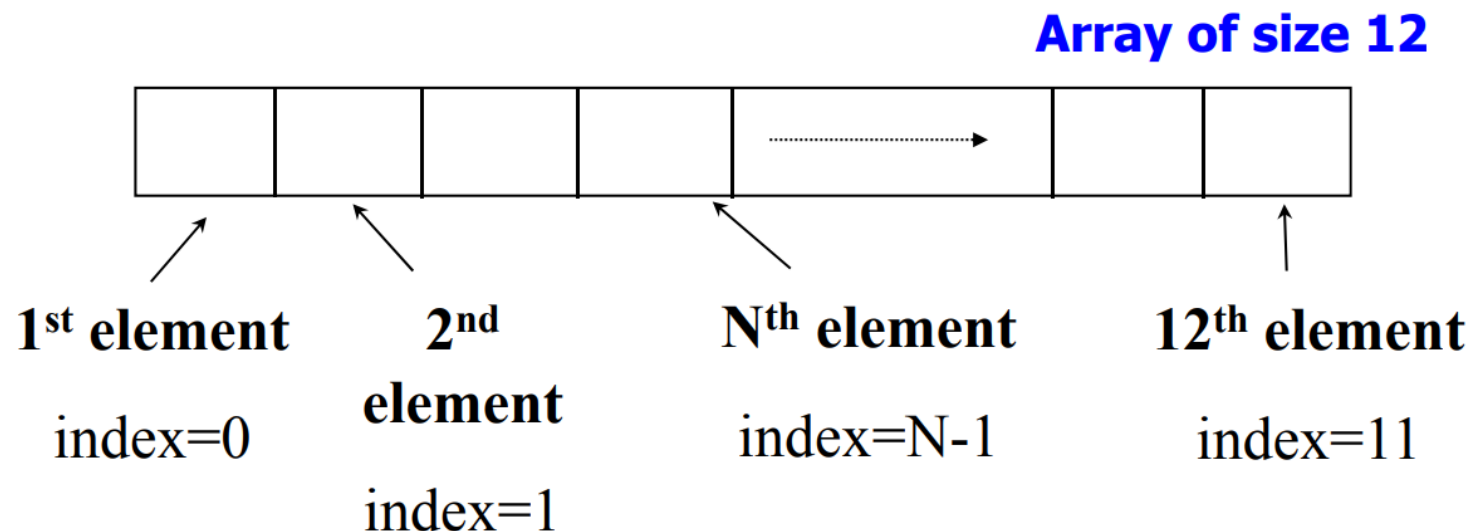 Array of size 12
1st element
index=0
2nd
element
index=1
Nth element
index=N-1
12th element
index=11